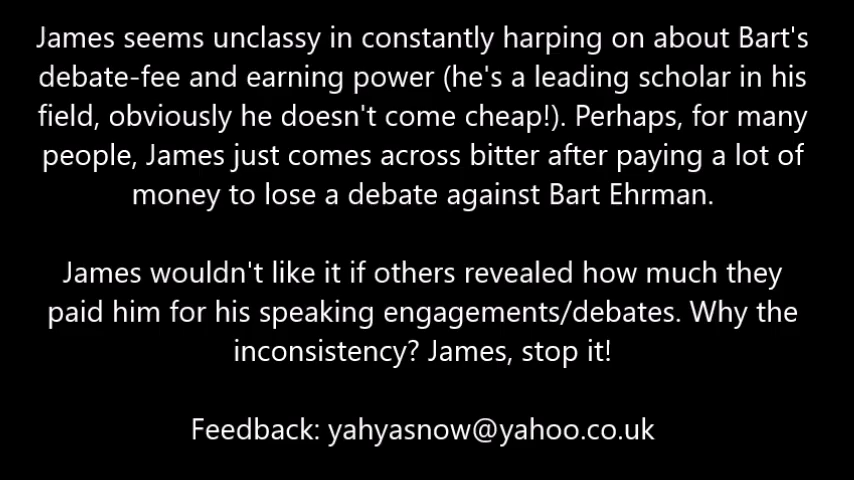 James seems unclassy in constantly harping on about Bart's
debate-fee and earning power (he's a leading scholar in his
field, obviously he doesn't come cheap!). Perhaps, for many
people, James just comes across bitter after paying a lot of
money to lose a debate against Bart Ehrman.
James wouldn't like it if others revealed how much they
paid him for his speaking engagements/debates. Why the
inconsistency? James, stop it!
Feedback: yahyasnow@yahoo.co.uk